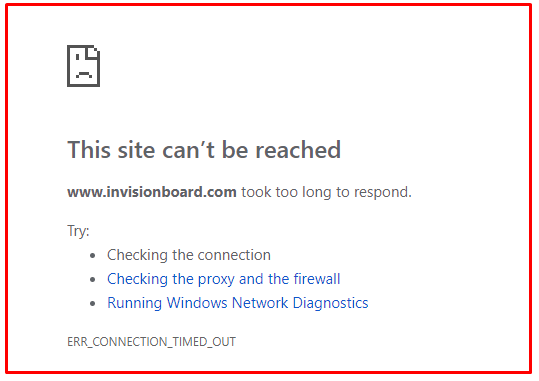 This site can’t be reached
www.invisionboard.com took too long to respond.
Try:
• Checking the connection
• Checking the proxy and the firewall
• Running Windows Network Diagnostics
ERR_CONNECTION_TIMED_OUT